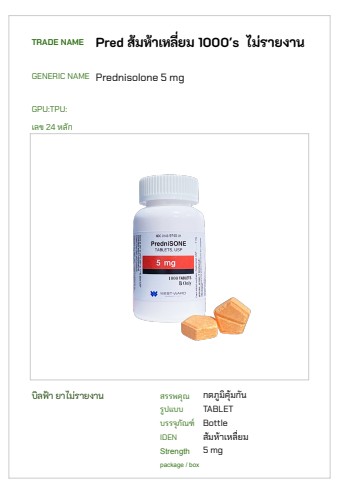 TRADE NAME Pred ส้มห้าเหลี่ยม 1000's ไม่รายงาน
GENERIC NAME Prednisolone 5 mg
GPU:TPU:
เลข 24 หลัก
PredniSONE
TABLETS, USP
5 mg
1000 TABLETS
บิลฟ้า ยาไม่รายงาน
สรรพคุณ กดภูมิคุ้มกัน
รูปแบบ TABLET
บรรจุภัณฑ์ Bottle
IDEN ส้มห้าเหลี่ยม
Strength 5 mg
package / box